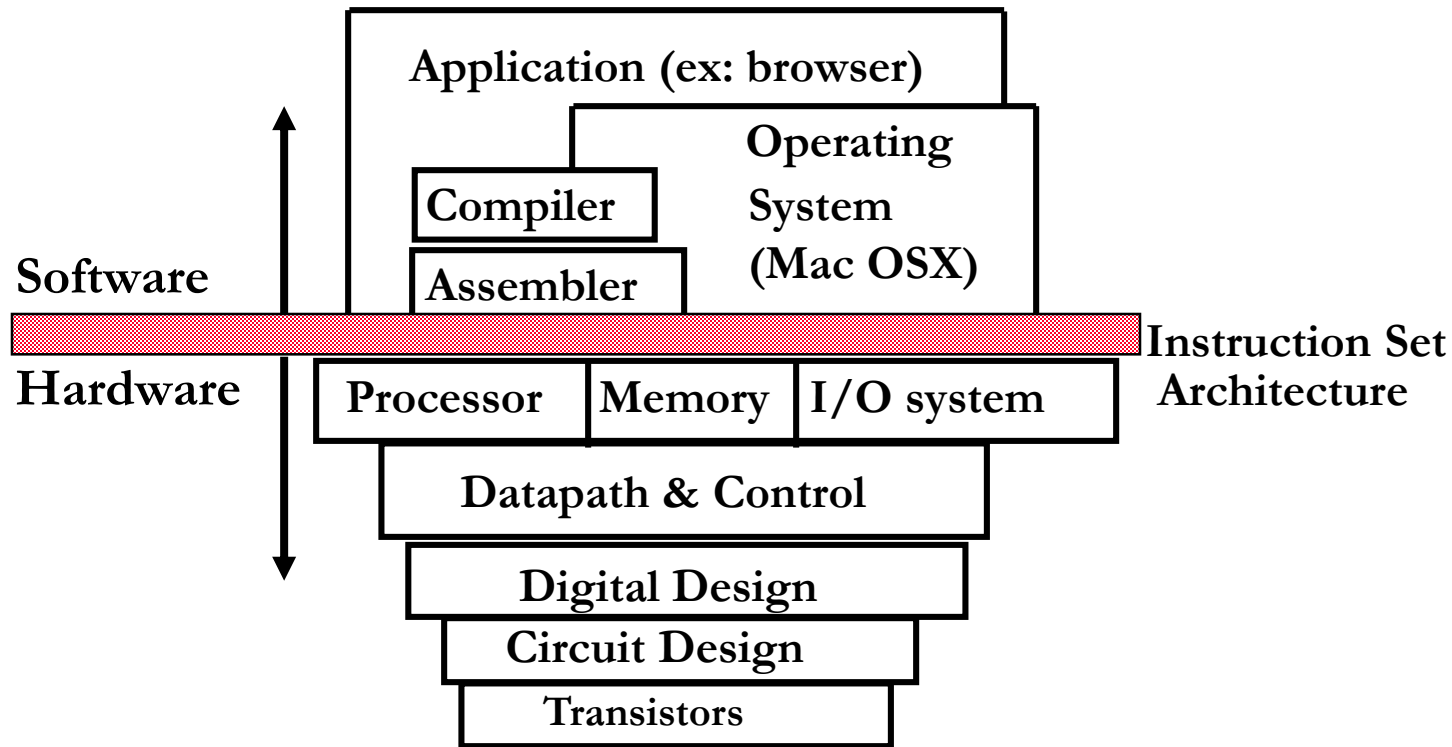 Application (ex: browser)
Operating
System
(Mac OSX)
Compiler
Assembler
Software
Instruction Set
Architecture
Hardware
Processor
Memory
I/O system
Datapath & Control
Digital Design
Circuit Design
Transistors